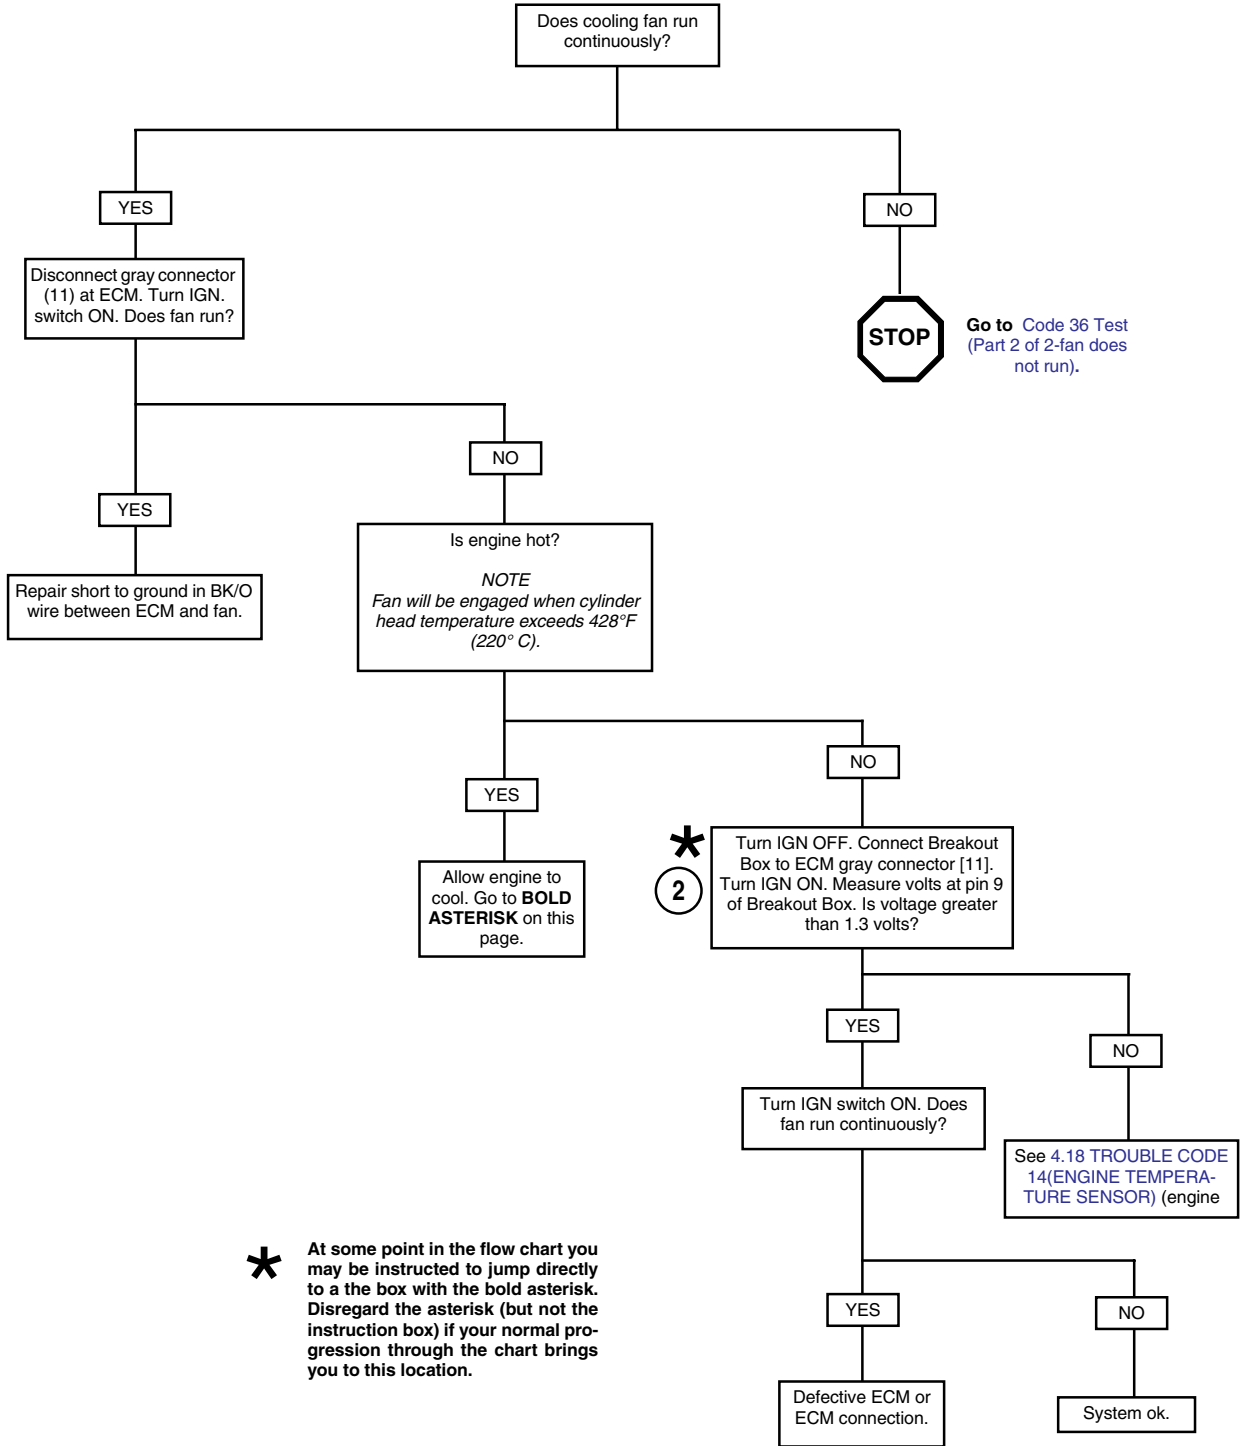 Does cooling fan run
continuously?
YES
NO
Disconnect gray connector
(11) at ECM. Turn IGN.
switch ON. Does fan run?
STOP
Go to Code 36 Test
(Part 2 of 2-fan does
not run).
NO
YES
Is engine hot?
NOTE
Fan will be engaged when cylinder
head temperature exceeds 428°F
(220° C).
Repair short to ground in BK/O
wire between ECM and fan.
NO
YES
*
2
Turn IGN OFF. Connect Breakout
Box to ECM gray connector [11].
Turn IGN ON. Measure volts at pin 9
of Breakout Box. Is voltage greater
than 1.3 volts?
Allow engine to
cool. Go to BOLD
ASTERISK on this
page.
YES
NO
Turn IGN switch ON. Does
fan run continuously?
See 4.18 TROUBLE CODE
14(ENGINE TEMPERA-
TURE SENSOR) (engine
*
At some point in the flow chart you
may be instructed to jump directly
to a the box with the bold asterisk.
Disregard the asterisk (but not the
instruction box) if your normal pro-
gression through the chart brings
you to this location.
YES
NO
Defective ECM or
ECM connection.
System ok.